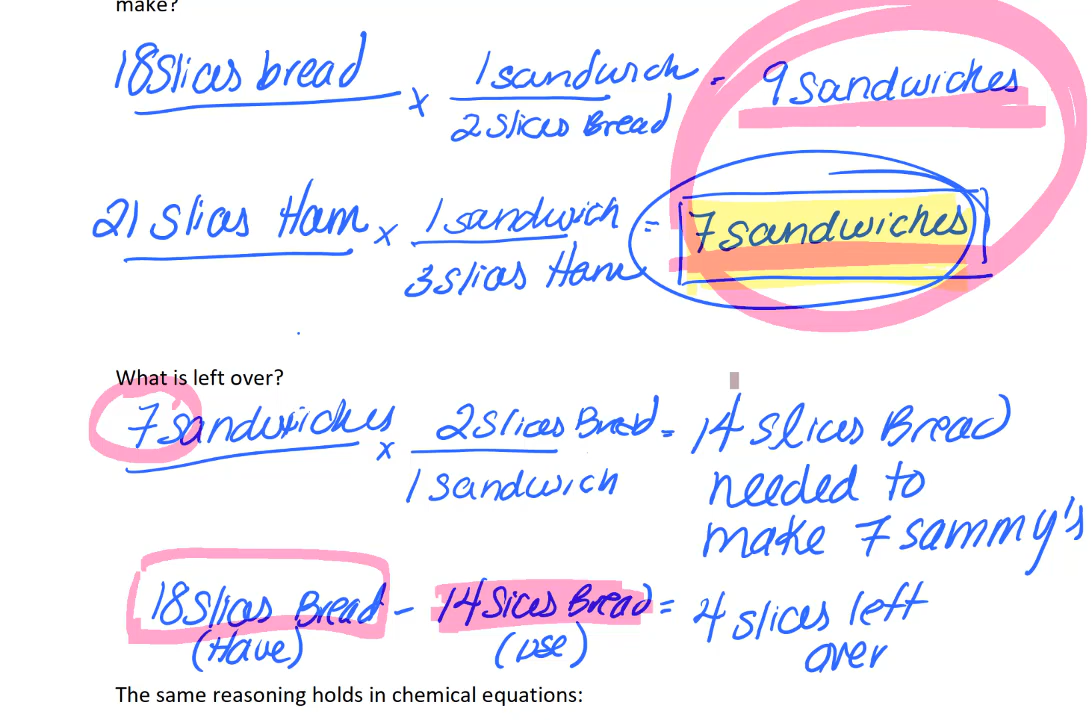 make?
18 Slices bread x 1 sandwich = 9 sandwiches
2 Slices Bread
21 Slices Ham x 1 sandwich = 7 sandwiches
3 slices Ham
What is left over?
7 sandwiches x 2 Slices Bread = 14 slices Bread
1 sandwich needed to
make 7 sammy's
18 Slices Bread - 14 Sices Bread = 4 slices left
(Have) (use) over
The same reasoning holds in chemical equations: